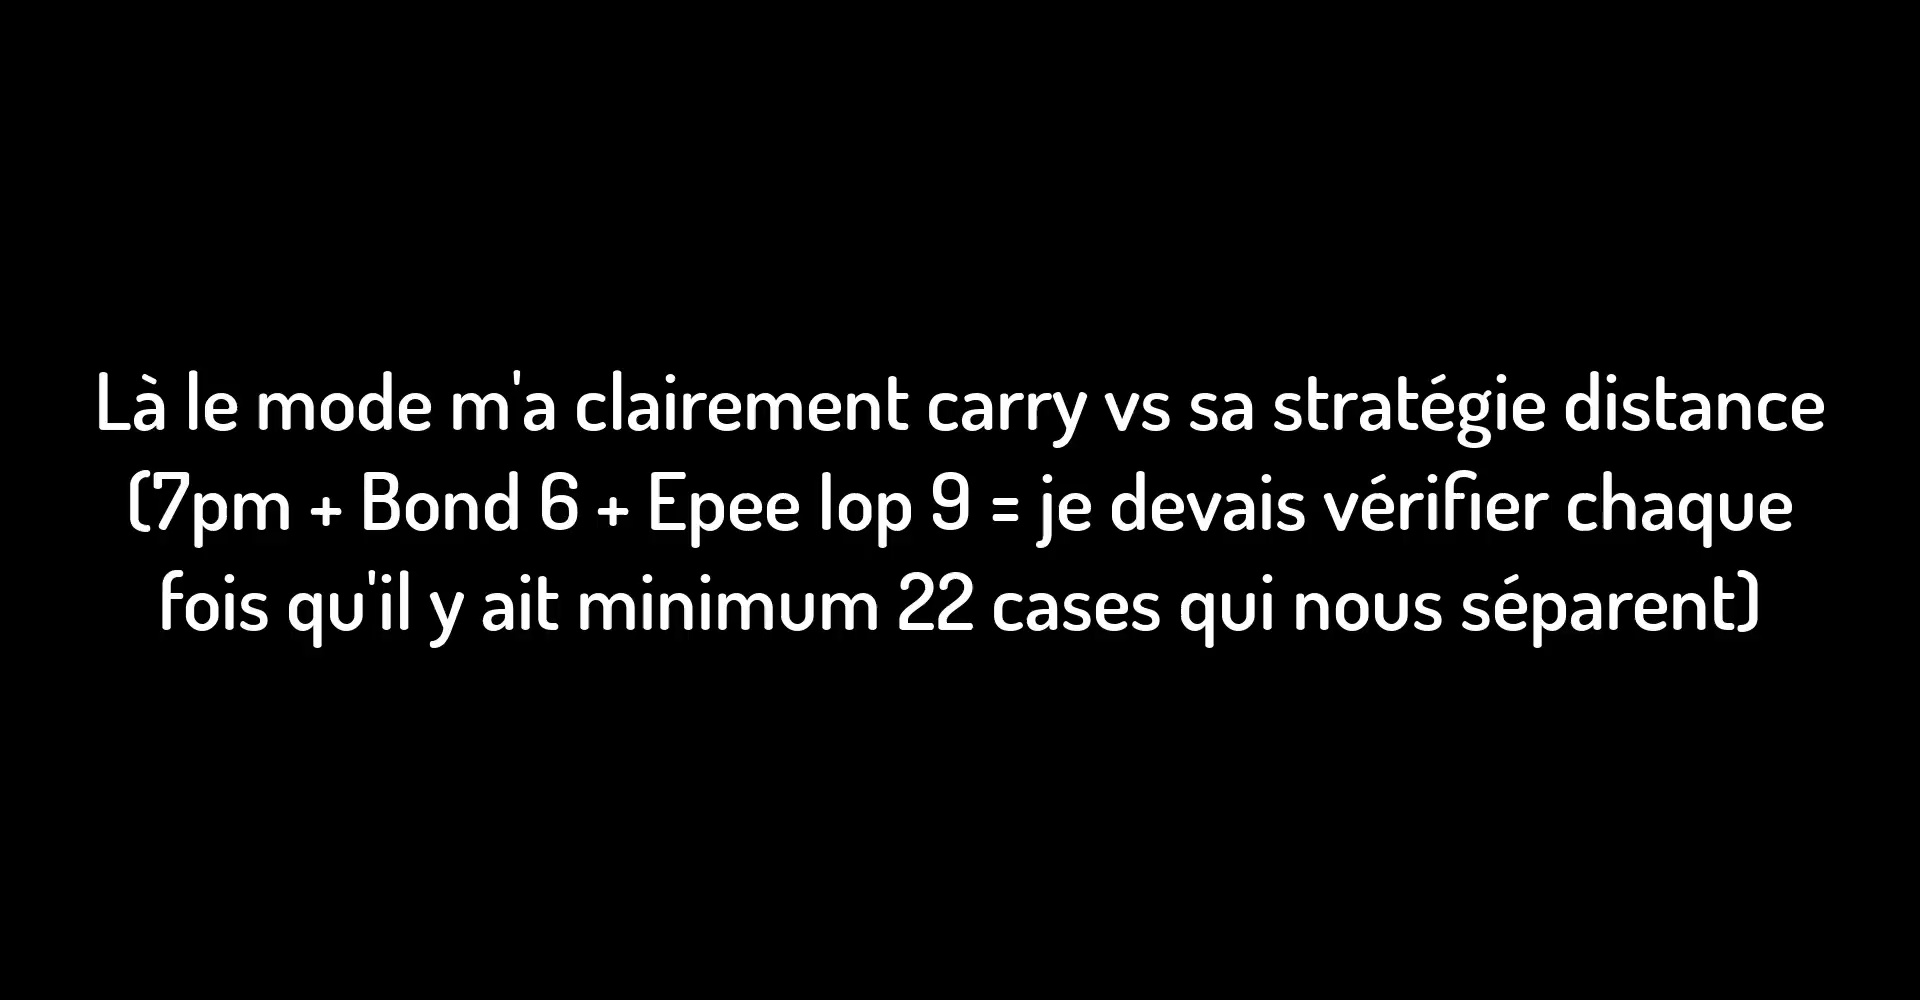 Là le mode m'a clairement carry vs sa stratégie distance
(7pm + Bond 6 + Epee lop 9 = je devais vérifier chaque
fois qu'il y ait minimum 22 cases qui nous séparent)